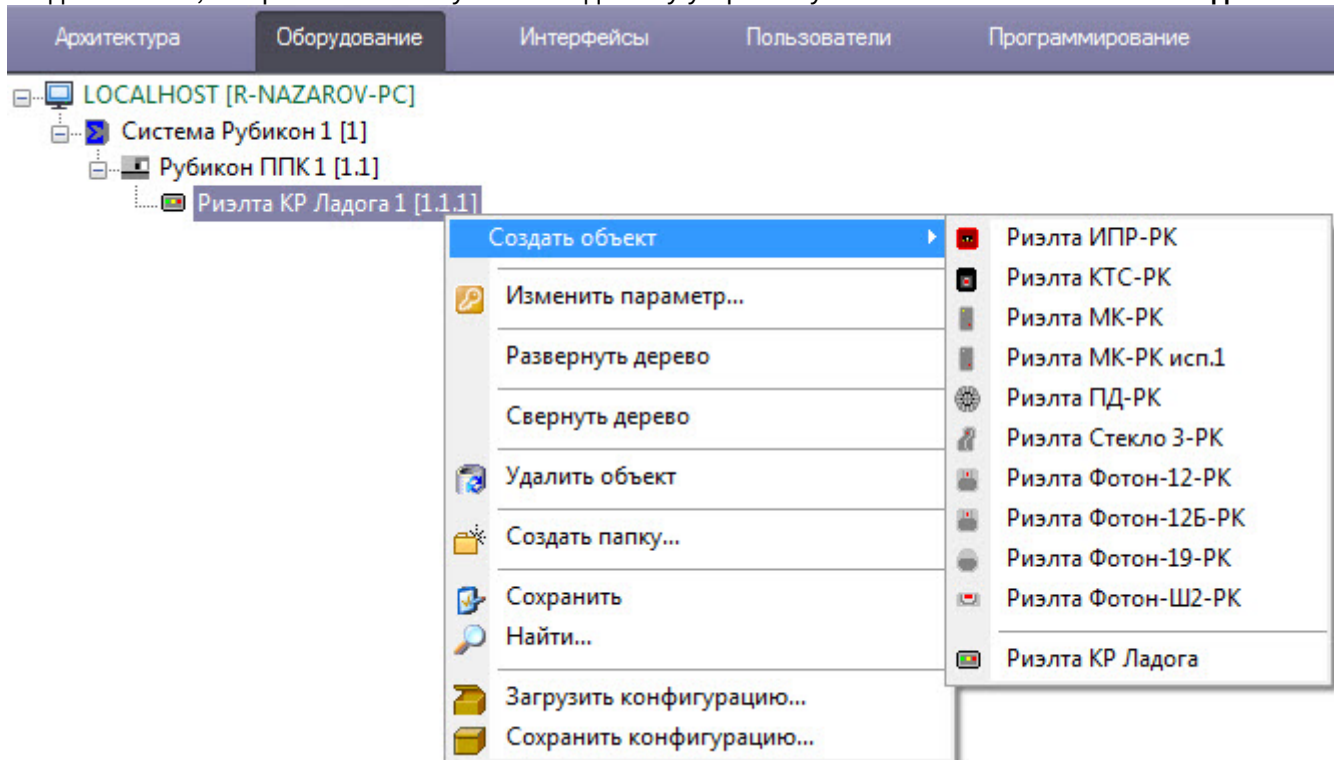 Архитектура Оборудование Интерфейсы Пользователи Программирование
LOCALHOST [R-NAZAROV-PC]
Система Рубикон 1 [1]
Рубикон ППК 1 [1.1]
Риэлта КР Ладога 1 [1.1.1]
Создать объект
Изменить параметр...
Развернуть дерево
Свернуть дерево
Удалить объект
Создать папку...
Сохранить
Найти...
Загрузить конфигурацию...
Сохранить конфигурацию...
Риэлта ИПР-РК
Риэлта КТС-РК
Риэлта МК-РК
Риэлта МК-РК исп.1
Риэлта ПД-РК
Риэлта Стекло 3-РК
Риэлта Фотон-12-РК
Риэлта Фотон-12Б-РК
Риэлта Фотон-19-РК
Риэлта Фотон-Ш2-РК
Риэлта КР Ладога